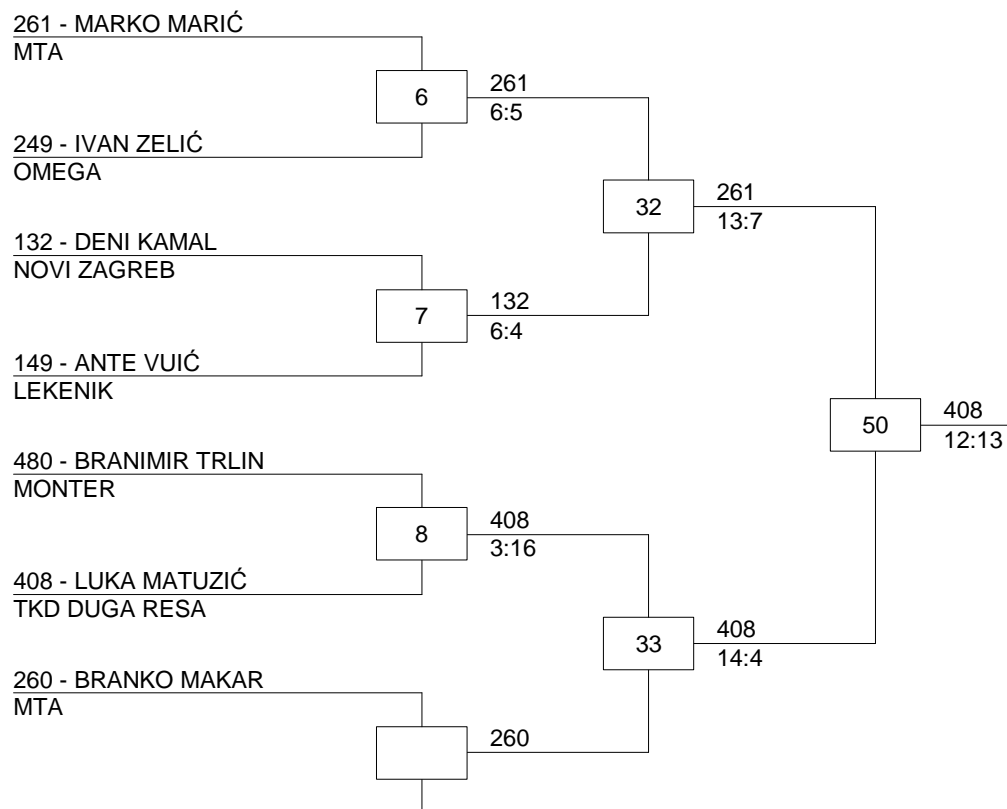 261 - MARKO MARIĆ
MTA
6
261
6:5
249 - IVAN ZELIĆ
OMEGA
32
261
13:7
132 - DENI KAMAL
NOVI ZAGREB
7
132
6:4
149 - ANTE VUIĆ
LEKENIK
50
408
12:13
480 - BRANIMIR TRLIN
MONTER
8
408
3:16
408 - LUKA MATUZIĆ
TKD DUGA RESA
33
408
14:4
260 - BRANKO MAKAR
MTA
260